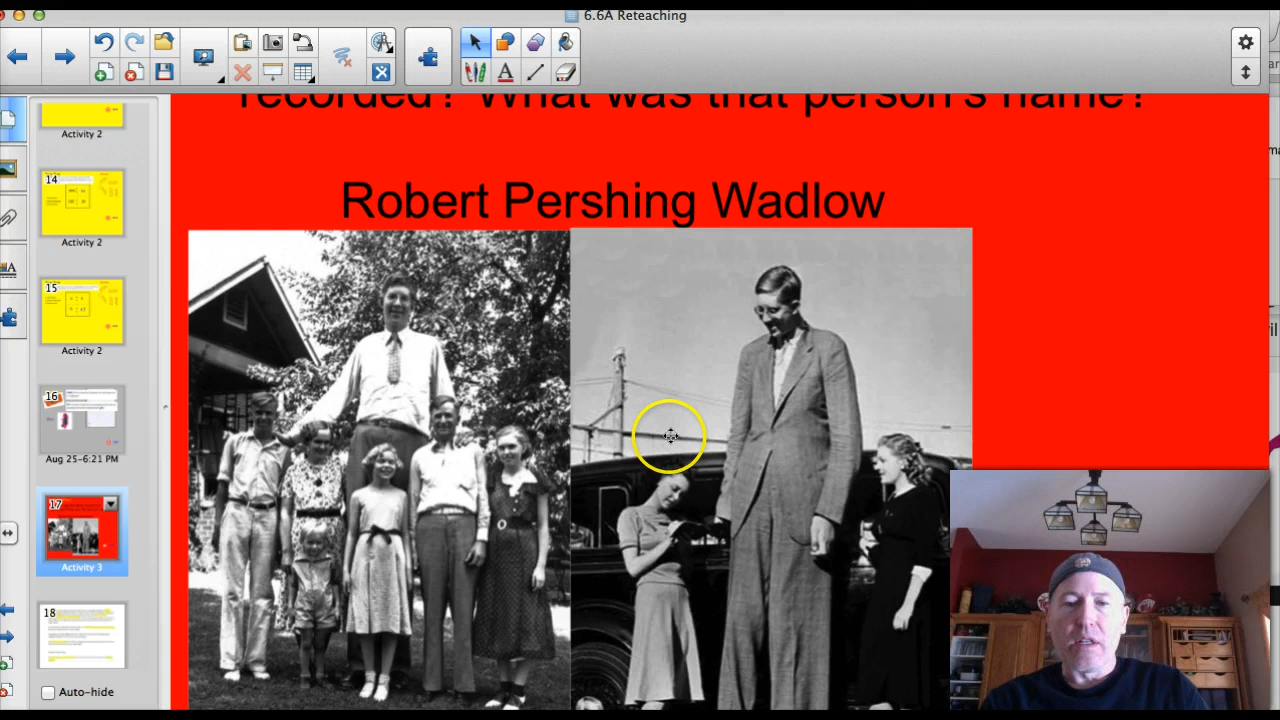 6.6A Reteaching
recorded? What was that person's name?
Robert Pershing Wadlow
Activity 2
14
Activity 2
15
Activity 2
16
Aug 25-6:21 PM
17
Activity 3
18
Auto-hide